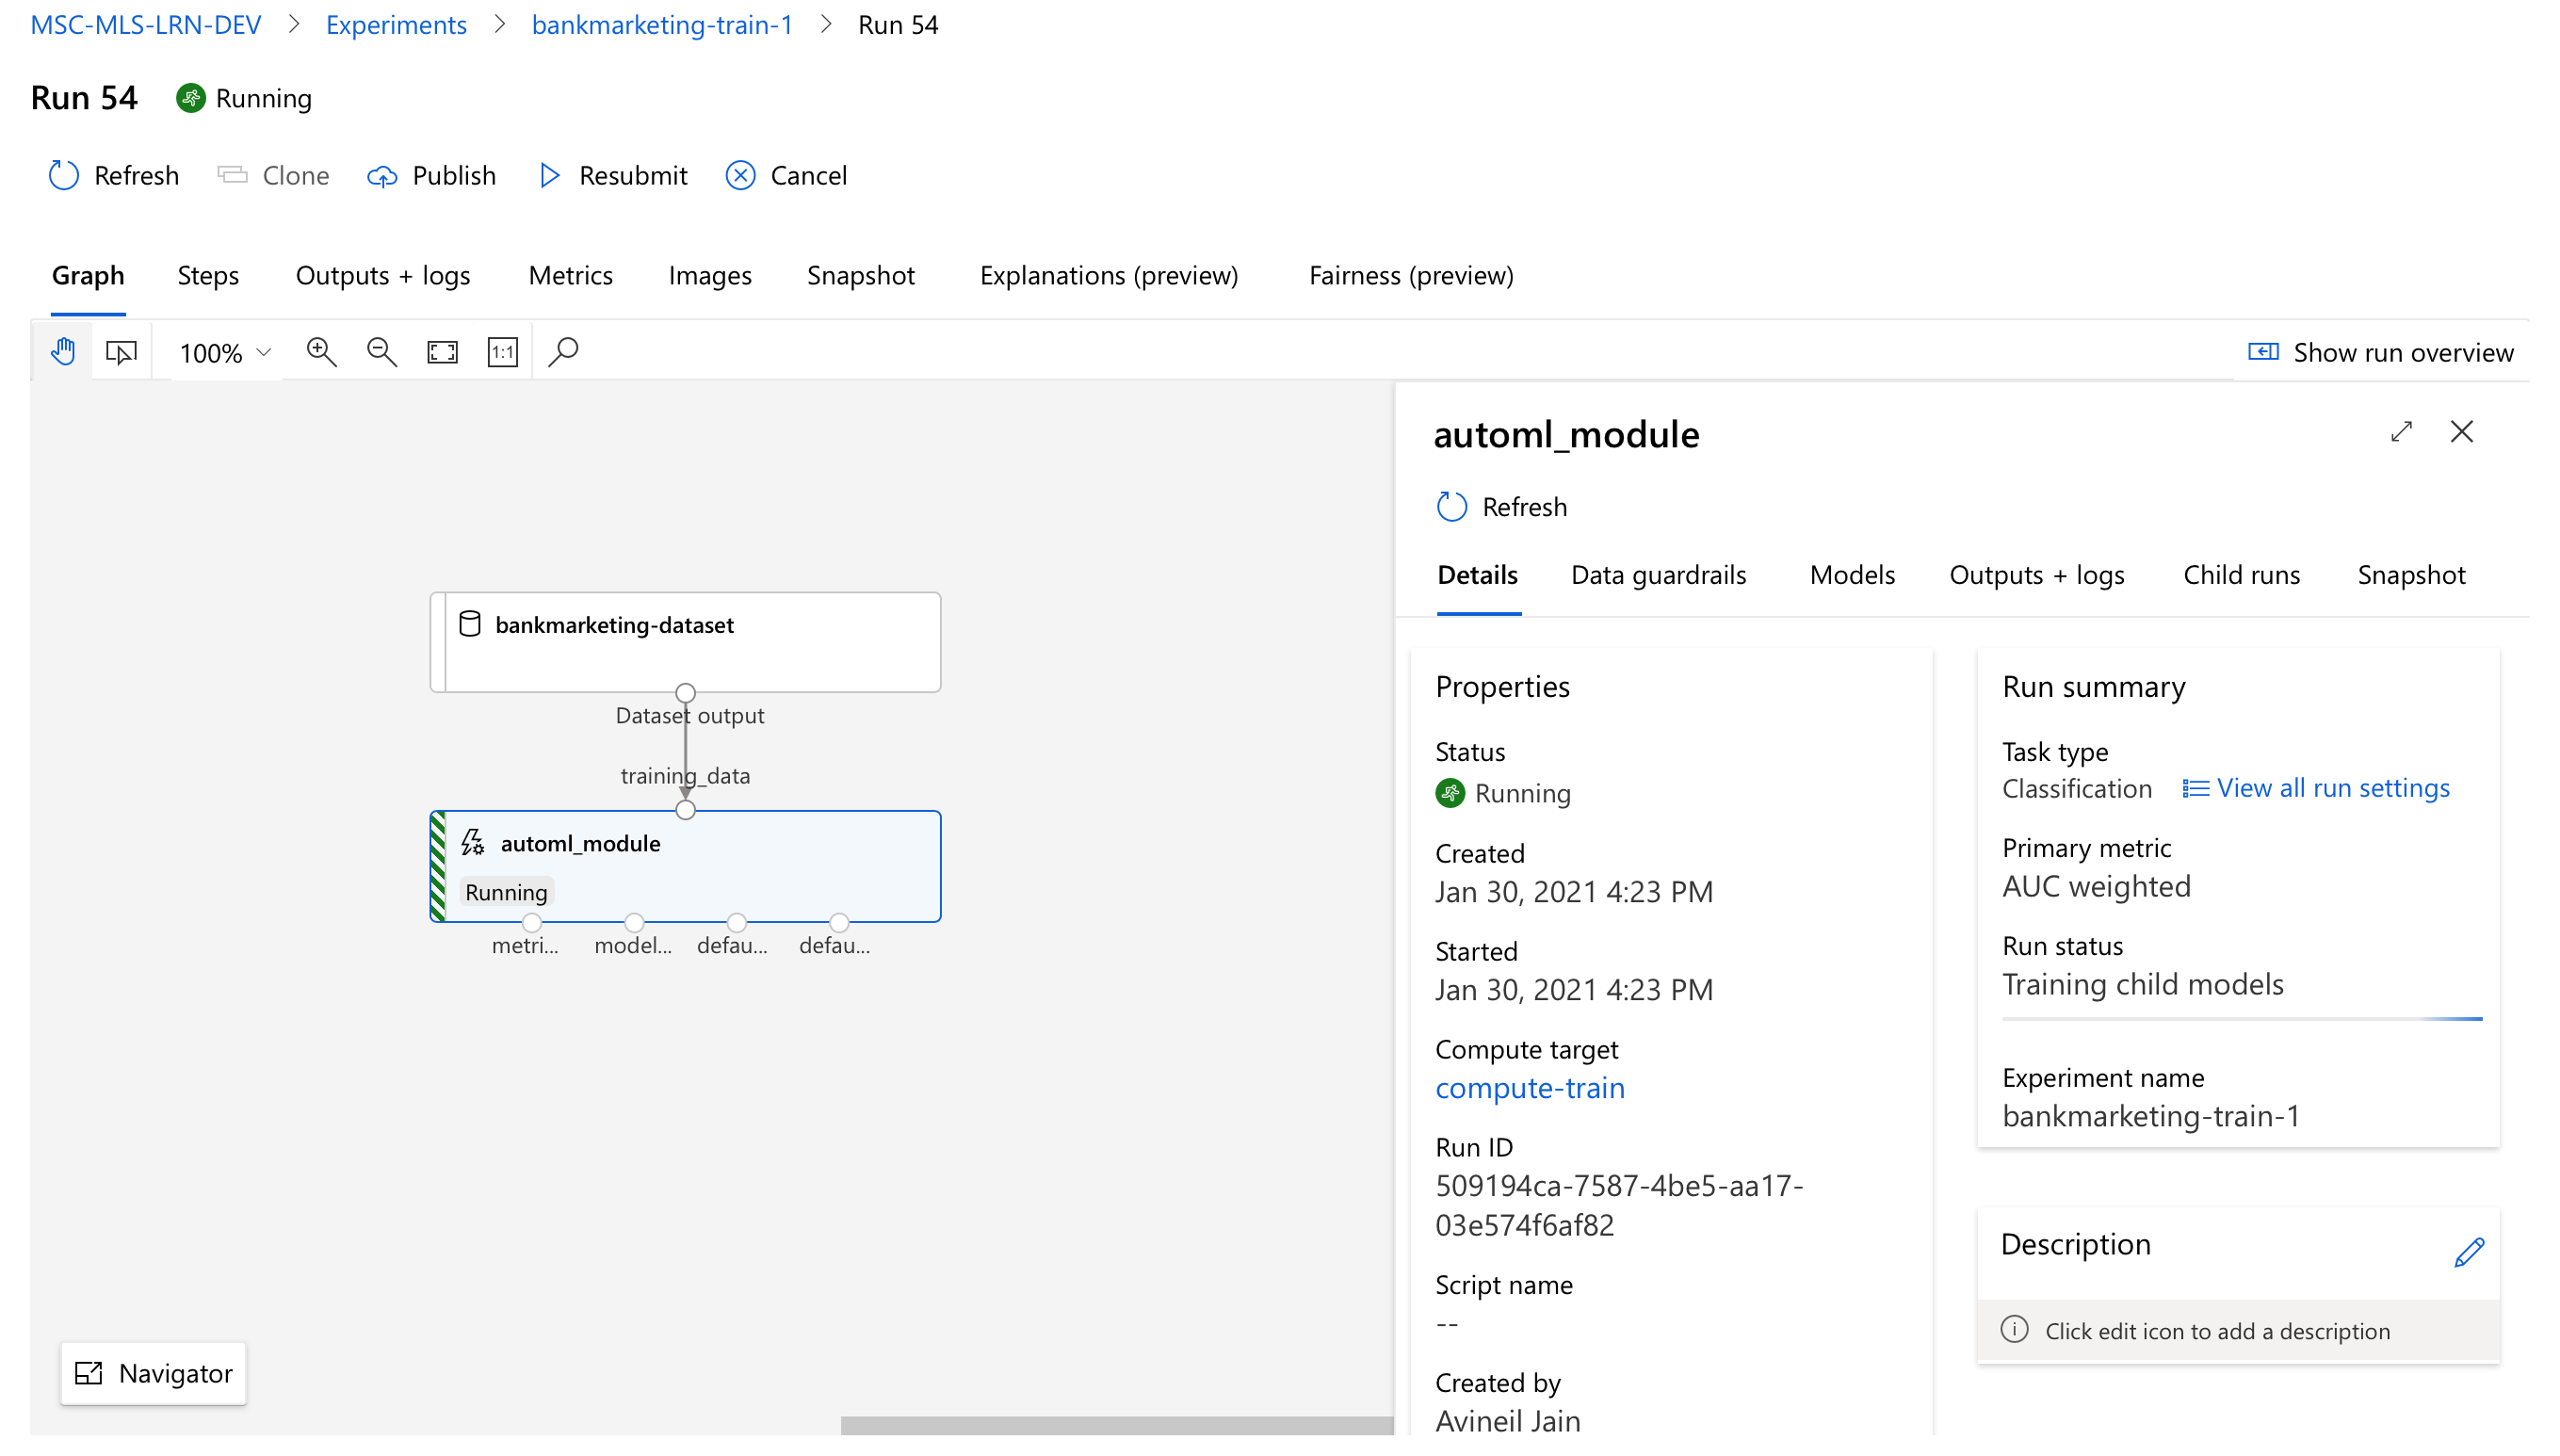 MSC-MLS-LRN-DEV > Experiments > bankmarketing-train-1 > Run 54
Run 54 Running
Refresh Clone Publish Resubmit Cancel
Graph Steps Outputs + logs Metrics Images Snapshot Explanations (preview) Fairness (preview)
100% 1:1 Show run overview
bankmarketing-dataset
Dataset output
training_data
automl_module
Running
metri... model... defau... defau...
Navigator
automl_module
Refresh
Details Data guardrails Models Outputs + logs Child runs Snapshot
Properties
Status
Running
Created
Jan 30, 2021 4:23 PM
Started
Jan 30, 2021 4:23 PM
Compute target
compute-train
Run ID
509194ca-7587-4be5-aa17-
03e574f6af82
Script name
--
Created by
Avineil Jain
Run summary
Task type
Classification View all run settings
Primary metric
AUC weighted
Run status
Training child models
Experiment name
bankmarketing-train-1
Description
Click edit icon to add a description